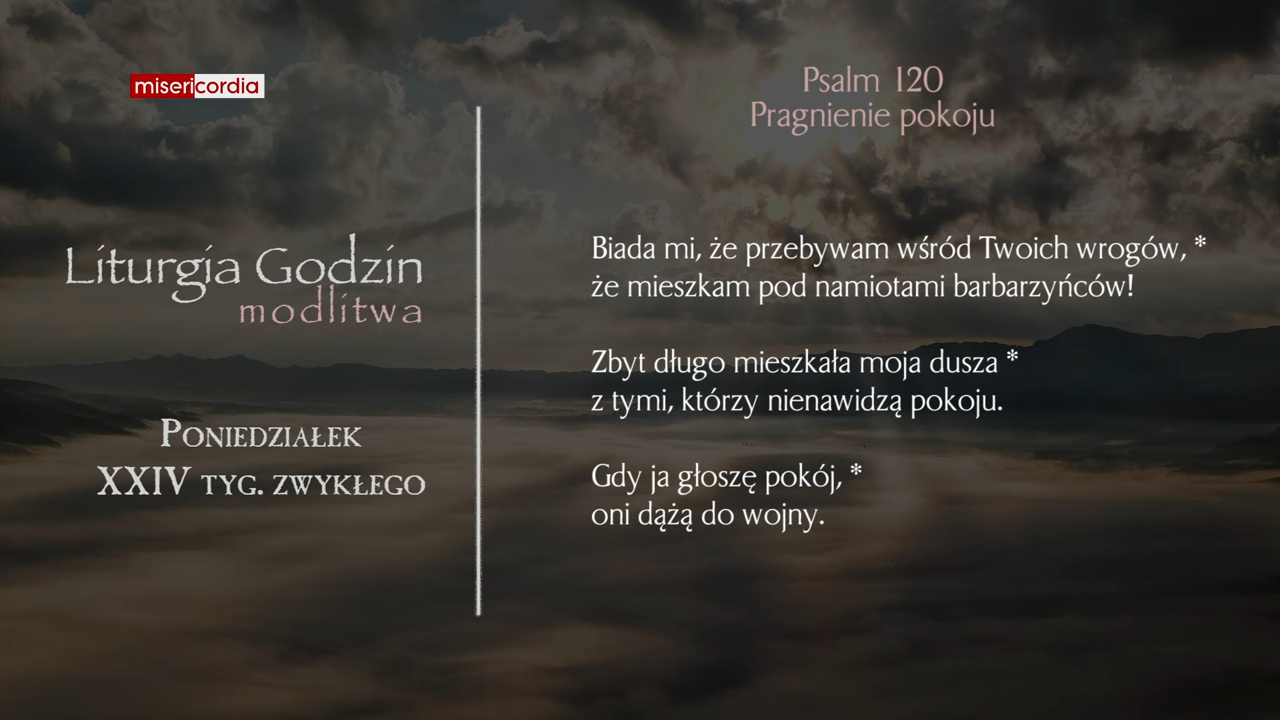 misericordia
Liturgia Godzin
modlitwa
Poniedziałek
XXIV tyg. zwykłego
Psalm 120
Pragnienie pokoju
Biada mi, że przebywam wśród Twoich wrogów, *
że mieszkam pod namiotami barbarzyńców!
Zbyt długo mieszkała moja dusza *
z tymi, którzy nienawidzą pokoju.
Gdy ja głoszę pokój, *
oni dążą do wojny.